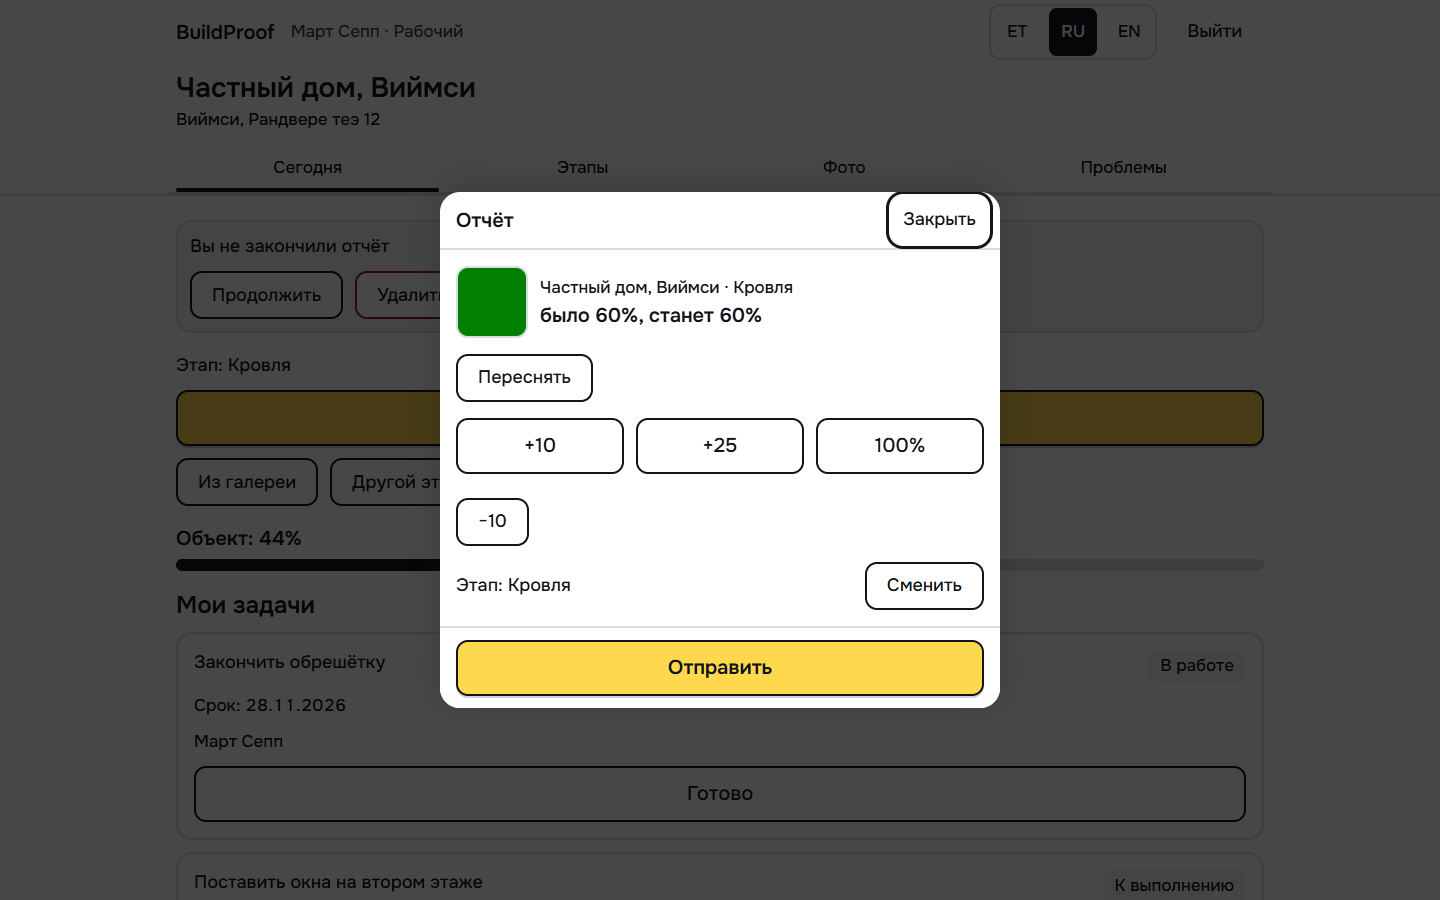 BuildProof Март Сепп · Рабочий ET RU EN Выйти
Частный дом, Виймси
Виймси, Рандвере теэ 12
Сегодня Этапы Фото Проблемы
Вы не закончили отчёт
Продолжить
Этап: Кровля
Из галереи
Объект: 44%
Мои задачи
Закончить обрешётку В работе
Срок: 28.11.2026
Март Сепп
Готово
Поставить окна на втором этаже К выполнению
Отчёт Закрыть
Частный дом, Виймси · Кровля
было 60%, станет 60%
Переснять
+10 +25 100%
−10
Этап: Кровля Сменить
Отправить